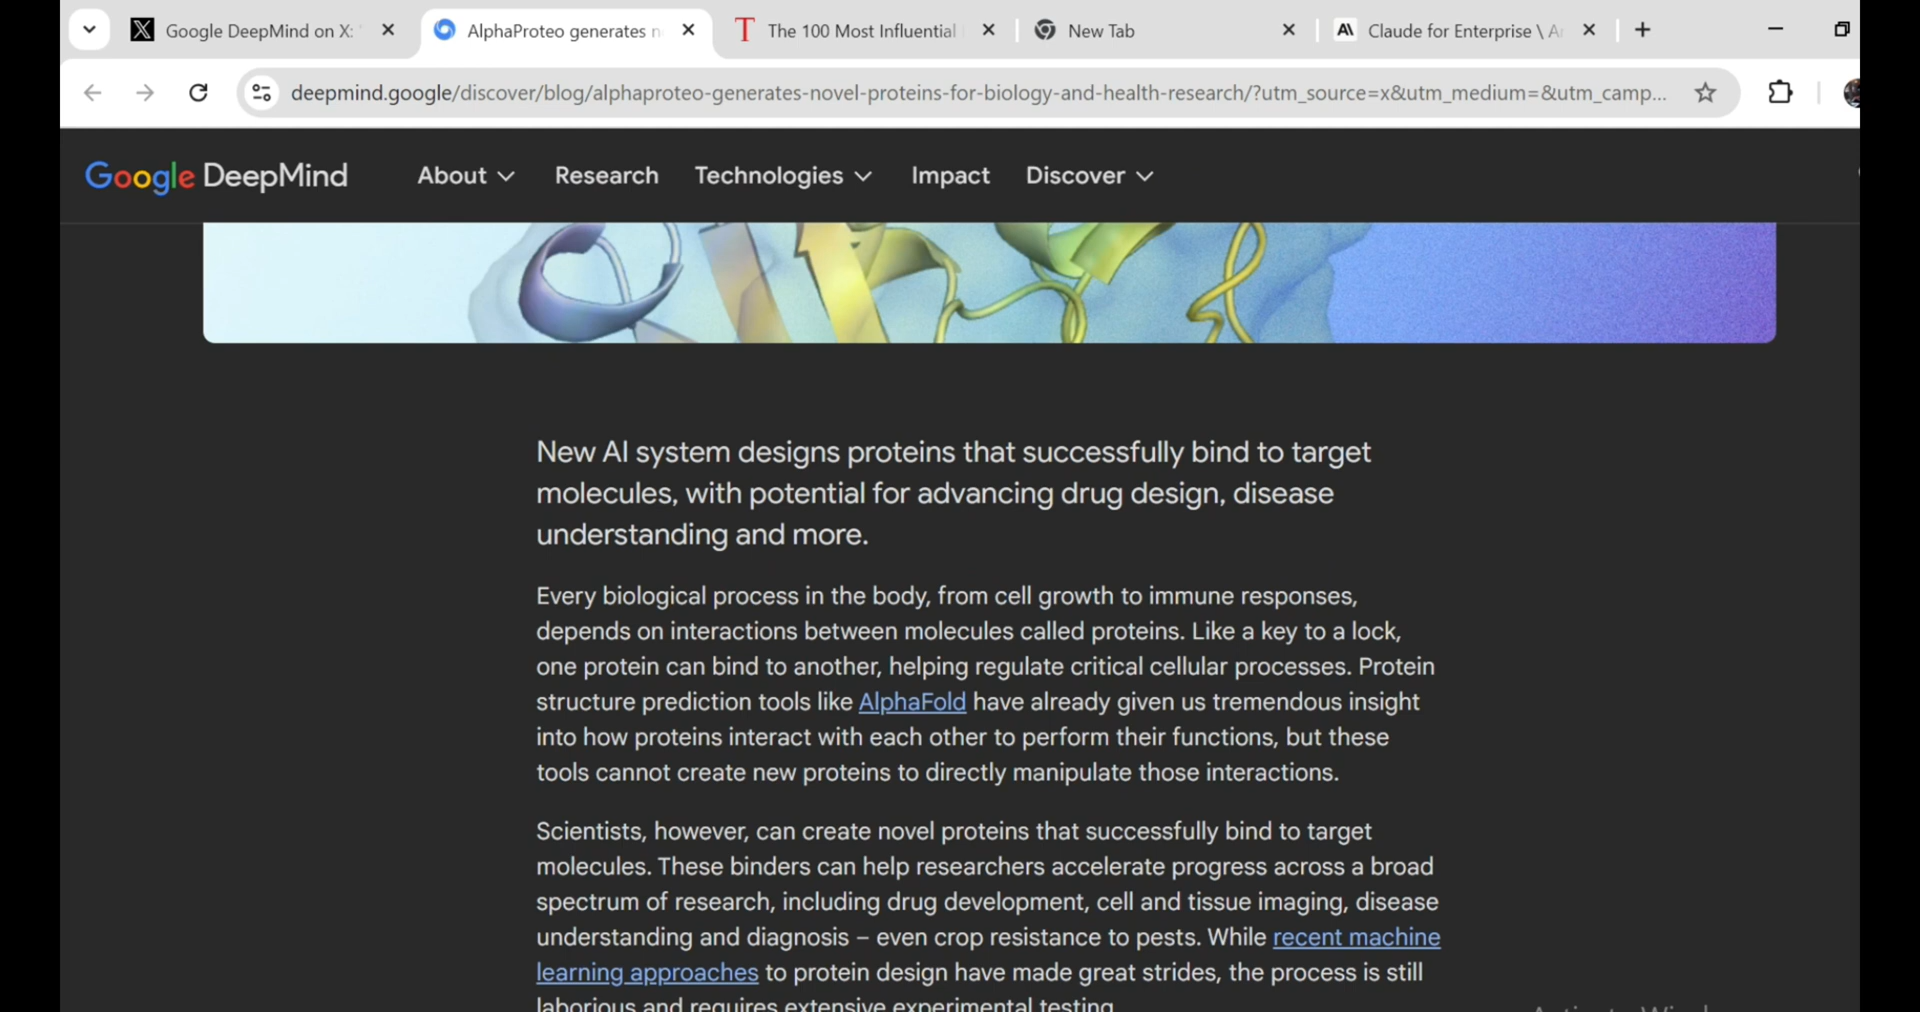 Google DeepMind on X:
AlphaProteo generates n
The 100 Most Influential
New Tab
Claude for Enterprise \ A
deepmind.google/discover/blog/alphaproteo-generates-novel-proteins-for-biology-and-health-research/?utm_source=x&utm_medium=&utm_camp...
Google DeepMind
About
Research
Technologies
Impact
Discover
New AI system designs proteins that successfully bind to target
molecules, with potential for advancing drug design, disease
understanding and more.
Every biological process in the body, from cell growth to immune responses,
depends on interactions between molecules called proteins. Like a key to a lock,
one protein can bind to another, helping regulate critical cellular processes. Protein
structure prediction tools like AlphaFold have already given us tremendous insight
into how proteins interact with each other to perform their functions, but these
tools cannot create new proteins to directly manipulate those interactions.
Scientists, however, can create novel proteins that successfully bind to target
molecules. These binders can help researchers accelerate progress across a broad
spectrum of research, including drug development, cell and tissue imaging, disease
understanding and diagnosis – even crop resistance to pests. While recent machine
learning approaches to protein design have made great strides, the process is still
laborious and requires extensive experimental testing.